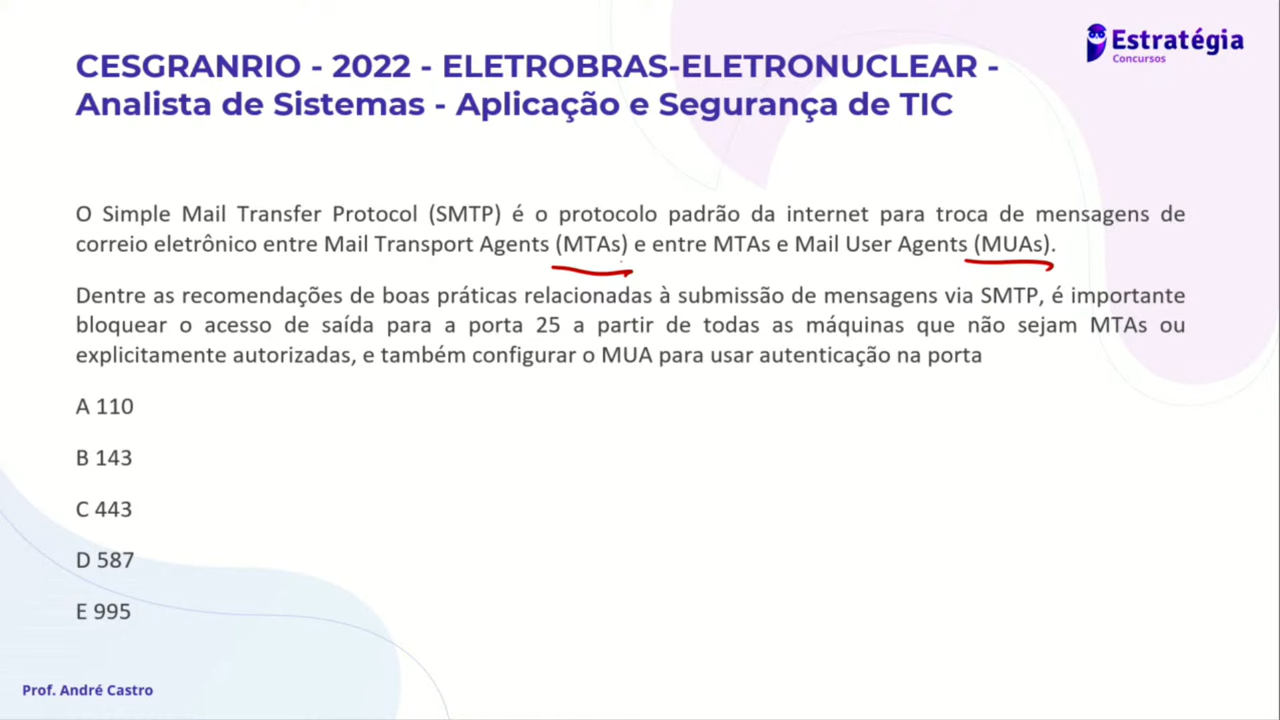 CESGRANRIO - 2022 - ELETROBRAS-ELETRONUCLEAR -
Analista de Sistemas - Aplicação e Segurança de TIC
Estratégia
Concursos
O Simple Mail Transfer Protocol (SMTP) é o protocolo padrão da internet para troca de mensagens de
correio eletrônico entre Mail Transport Agents (MTAs) e entre MTAs e Mail User Agents (MUAs).
Dentre as recomendações de boas práticas relacionadas à submissão de mensagens via SMTP, é importante
bloquear o acesso de saída para a porta 25 a partir de todas as máquinas que não sejam MTAs ou
explicitamente autorizadas, e também configurar o MUA para usar autenticação na porta
A 110
B 143
C 443
D 587
E 995
Prof. André Castro